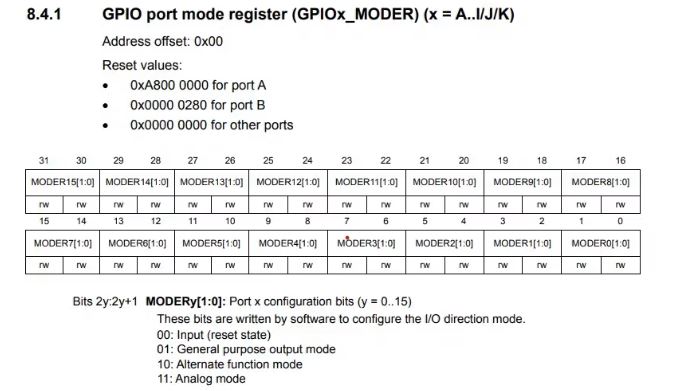 8.4.1 GPIO port mode register (GPIOx_MODER) (x = A..I/J/K)
Address offset: 0x00
Reset values:
• 0xA800 0000 for port A
• 0x0000 0280 for port B
• 0x0000 0000 for other ports
31 30 29 28 27 26 25 24 23 22 21 20 19 18 17 16
MODER15[1:0] MODER14[1:0] MODER13[1:0] MODER12[1:0] MODER11[1:0] MODER10[1:0] MODER9[1:0] MODER8[1:0]
rw rw rw rw rw rw rw rw rw rw rw rw rw rw rw rw
15 14 13 12 11 10 9 8 7 6 5 4 3 2 1 0
MODER7[1:0] MODER6[1:0] MODER5[1:0] MODER4[1:0] MODER3[1:0] MODER2[1:0] MODER1[1:0] MODER0[1:0]
rw rw rw rw rw rw rw rw rw rw rw rw rw rw rw rw
Bits 2y:2y+1 MODERy[1:0]: Port x configuration bits (y = 0..15)
These bits are written by software to configure the I/O direction mode.
00: Input (reset state)
01: General purpose output mode
10: Alternate function mode
11: Analog mode